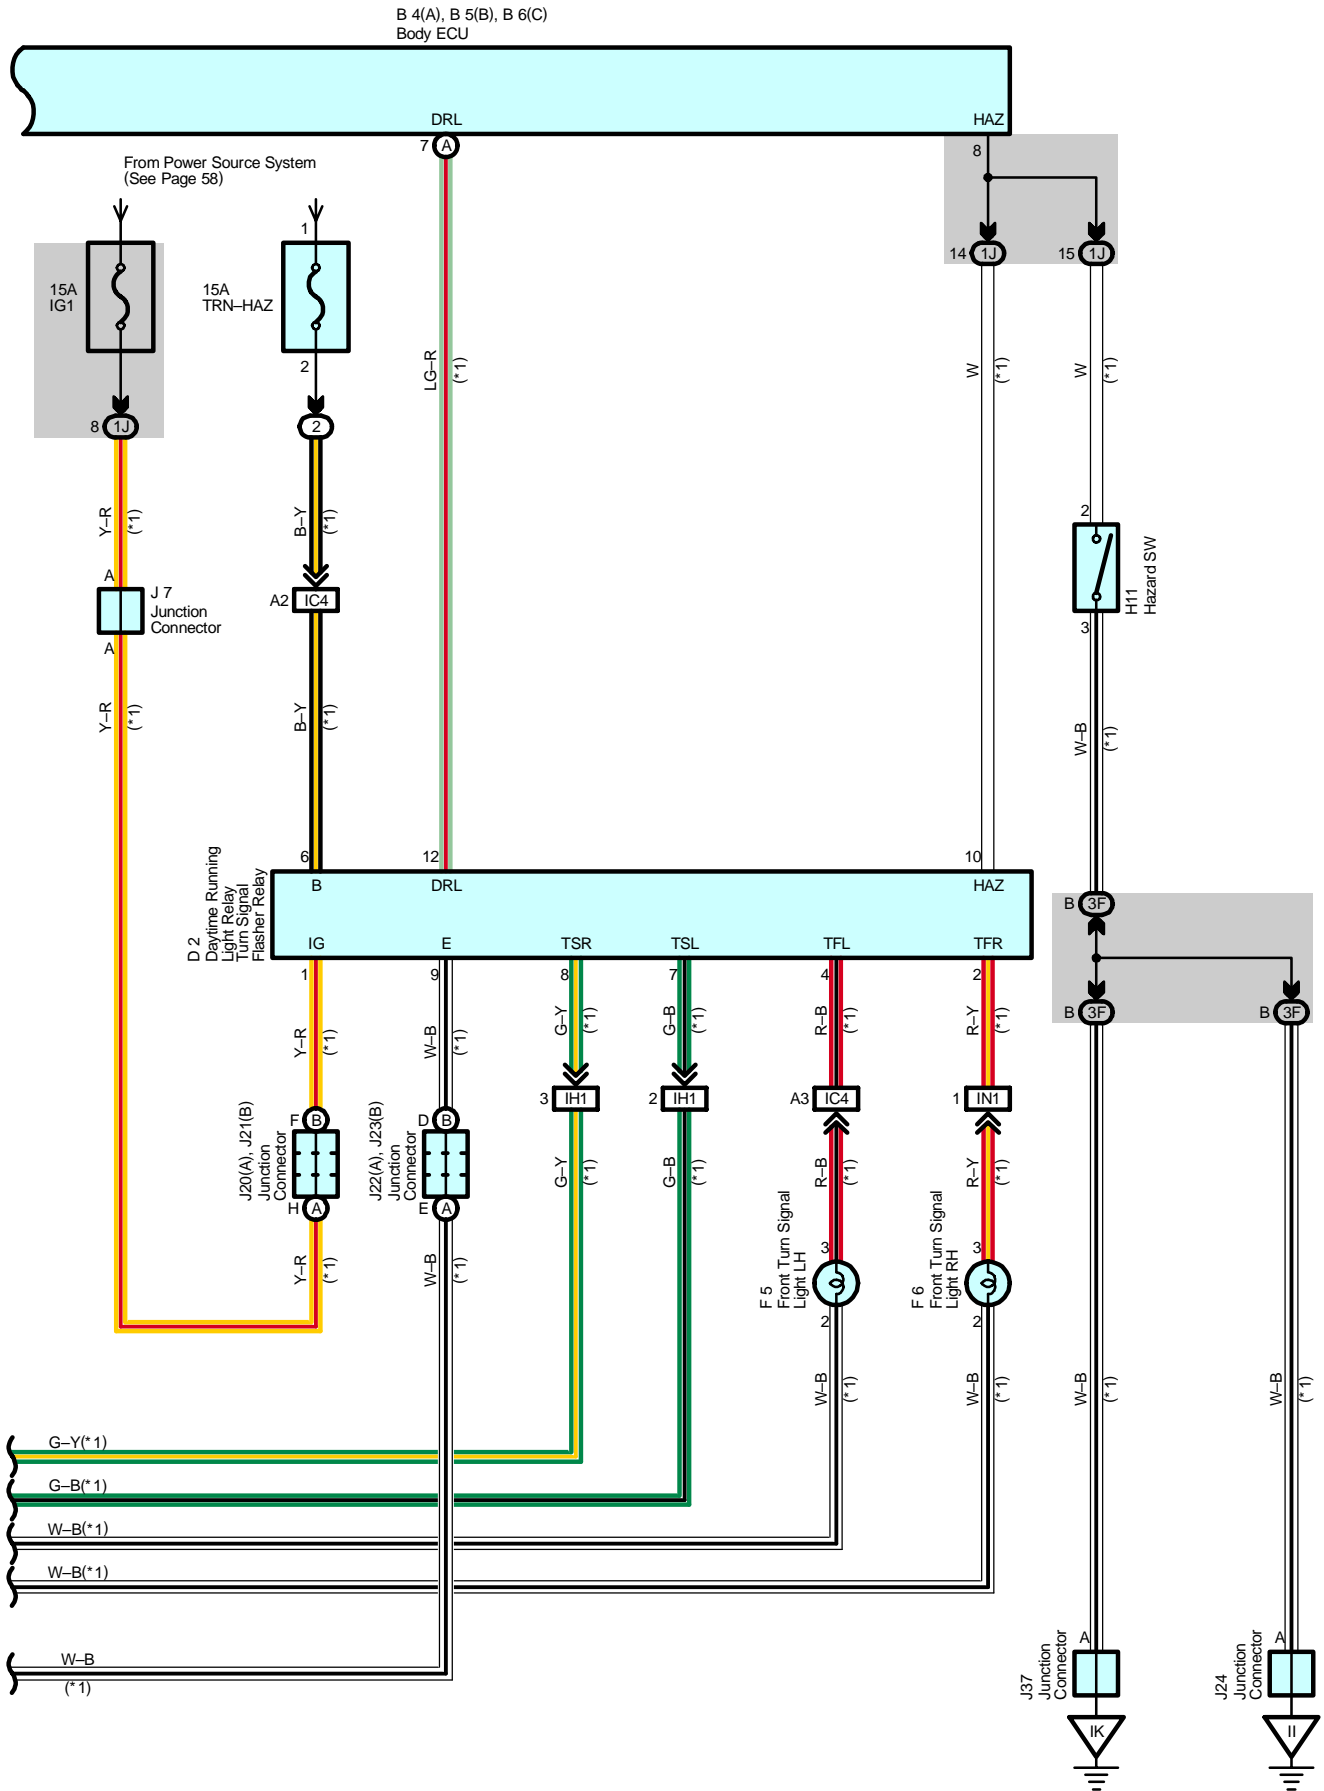 B 4(A), B 5(B), B 6(C)
Body ECU
DRL
HAZ
7
A
8
From Power Source System
(See Page 58)
1
14
1J
15
1J
15A
IG1
15A
TRN–HAZ
2
LG–R
(*1)
W
(*1)
W
(*1)
8
1J
2
Y–R
(*1)
B–Y
(*1)
2
H11
Hazard SW
3
A
J 7
Junction
Connector
A
A2
IC4
Y–R
(*1)
B–Y
(*1)
W–B
(*1)
6
12
10
D 2
Daytime Running
Light Relay
Turn Signal
Flasher Relay
B
DRL
HAZ
IG
E
TSR
TSL
TFL
TFR
1
9
8
7
4
2
B
3F
B
3F
B
3F
Y–R
(*1)
W–B
(*1)
G–Y
(*1)
G–B
(*1)
R–B
(*1)
R–Y
(*1)
3
IH1
2
IH1
A3
IC4
1
IN1
J20(A), J21(B)
Junction
Connector
F
B
H
A
J22(A), J23(B)
Junction
Connector
D
B
E
A
G–Y
(*1)
G–B
(*1)
R–B
(*1)
R–Y
(*1)
Y–R
(*1)
W–B
(*1)
F 5
Front Turn Signal
Light LH
3
2
F 6
Front Turn Signal
Light RH
3
2
W–B
(*1)
W–B
(*1)
W–B
(*1)
W–B
(*1)
G–Y(*1)
G–B(*1)
W–B(*1)
W–B(*1)
W–B
(*1)
J37
Junction
Connector
A
IK
J24
Junction
Connector
A
II